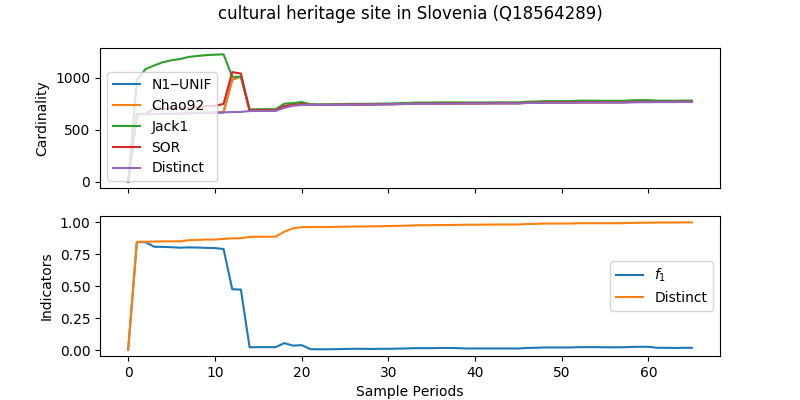 cultural heritage site in Slovenia (Q18564289)
Cardinality
1000
500
0
N1−UNIF
Chao92
Jack1
SOR
Distinct
Indicators
1.00
0.75
0.50
0.25
0.00
f1
Distinct
0 10 20 30 40 50 60
Sample Periods